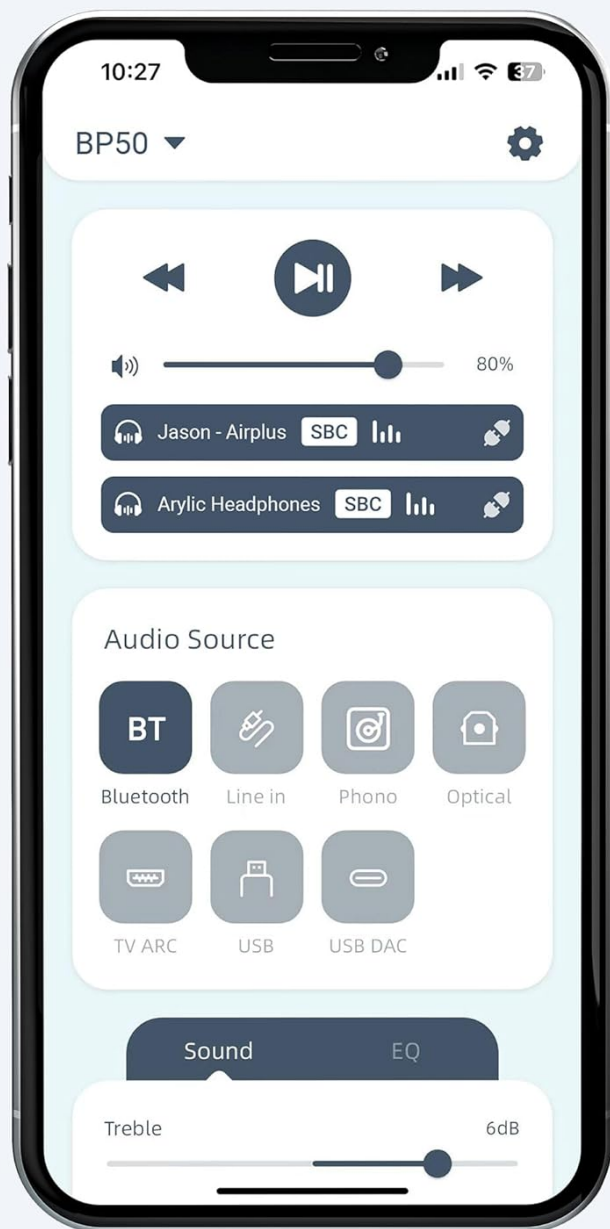 10:27
37
BP50
80%
Jason - Airplus SBC
Arylic Headphones SBC
Audio Source
BT
Bluetooth Line in Phono Optical
TV ARC USB USB DAC
Sound EQ
Treble 6dB